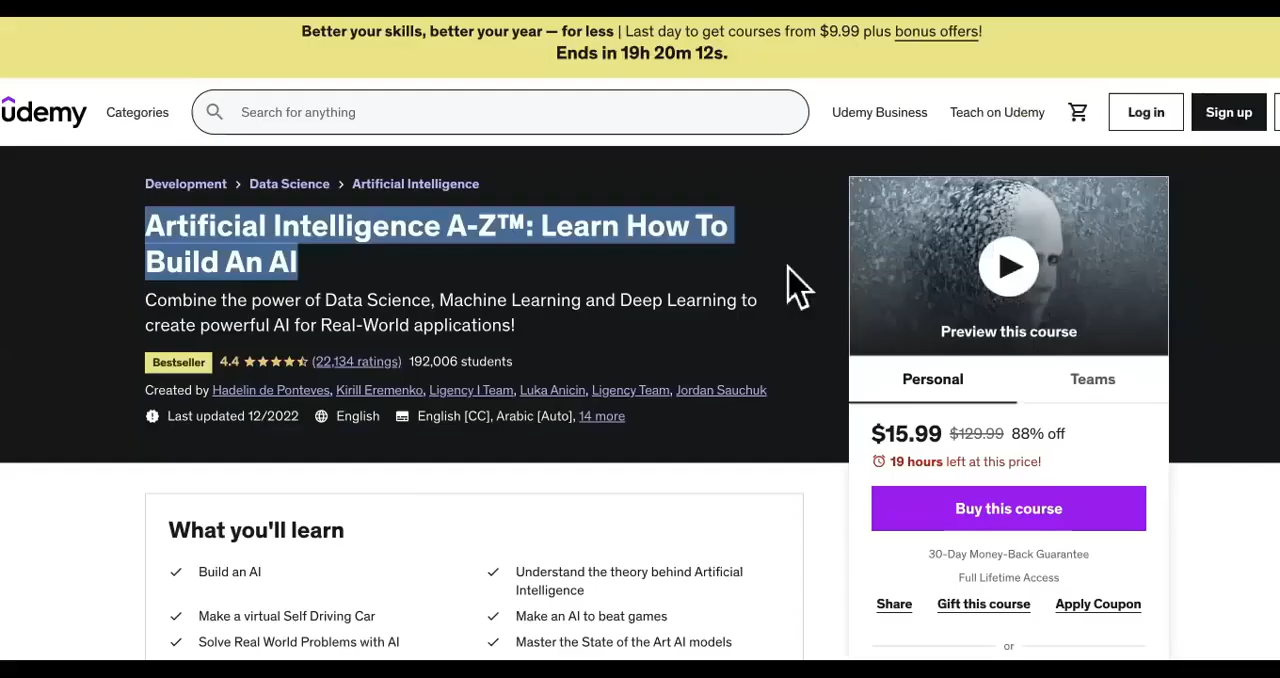 Better your skills, better your year — for less | Last day to get courses from $9.99 plus bonus offers!
Ends in 19h 20m 12s.
ûdemy Categories Search for anything Udemy Business Teach on Udemy Log in Sign up
Development > Data Science > Artificial Intelligence
Artificial Intelligence A-Z™: Learn How To
Build An AI
Combine the power of Data Science, Machine Learning and Deep Learning to
create powerful AI for Real-World applications!
Bestseller 4.4 (22,134 ratings) 192,006 students
Created by Hadelin de Ponteves, Kirill Eremenko, Ligency I Team, Luka Anicin, Ligency Team, Jordan Sauchuk
Last updated 12/2022 English English [CC], Arabic [Auto], 14 more
Preview this course
Personal Teams
$15.99 $129.99 88% off
19 hours left at this price!
Buy this course
30-Day Money-Back Guarantee
Full Lifetime Access
Share Gift this course Apply Coupon
or
What you'll learn
Build an AI
Understand the theory behind Artificial
Intelligence
Make a virtual Self Driving Car
Make an AI to beat games
Solve Real World Problems with AI
Master the State of the Art AI models